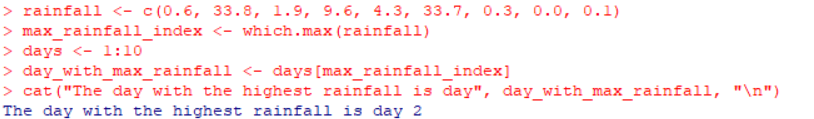 > rainfall <- c(0.6, 33.8, 1.9, 9.6, 4.3, 33.7, 0.3, 0.0, 0.1)
> max_rainfall_index <- which.max(rainfall)
> days <- 1:10
> day_with_max_rainfall <- days[max_rainfall_index]
> cat("The day with the highest rainfall is day", day_with_max_rainfall, "\n")
The day with the highest rainfall is day 2